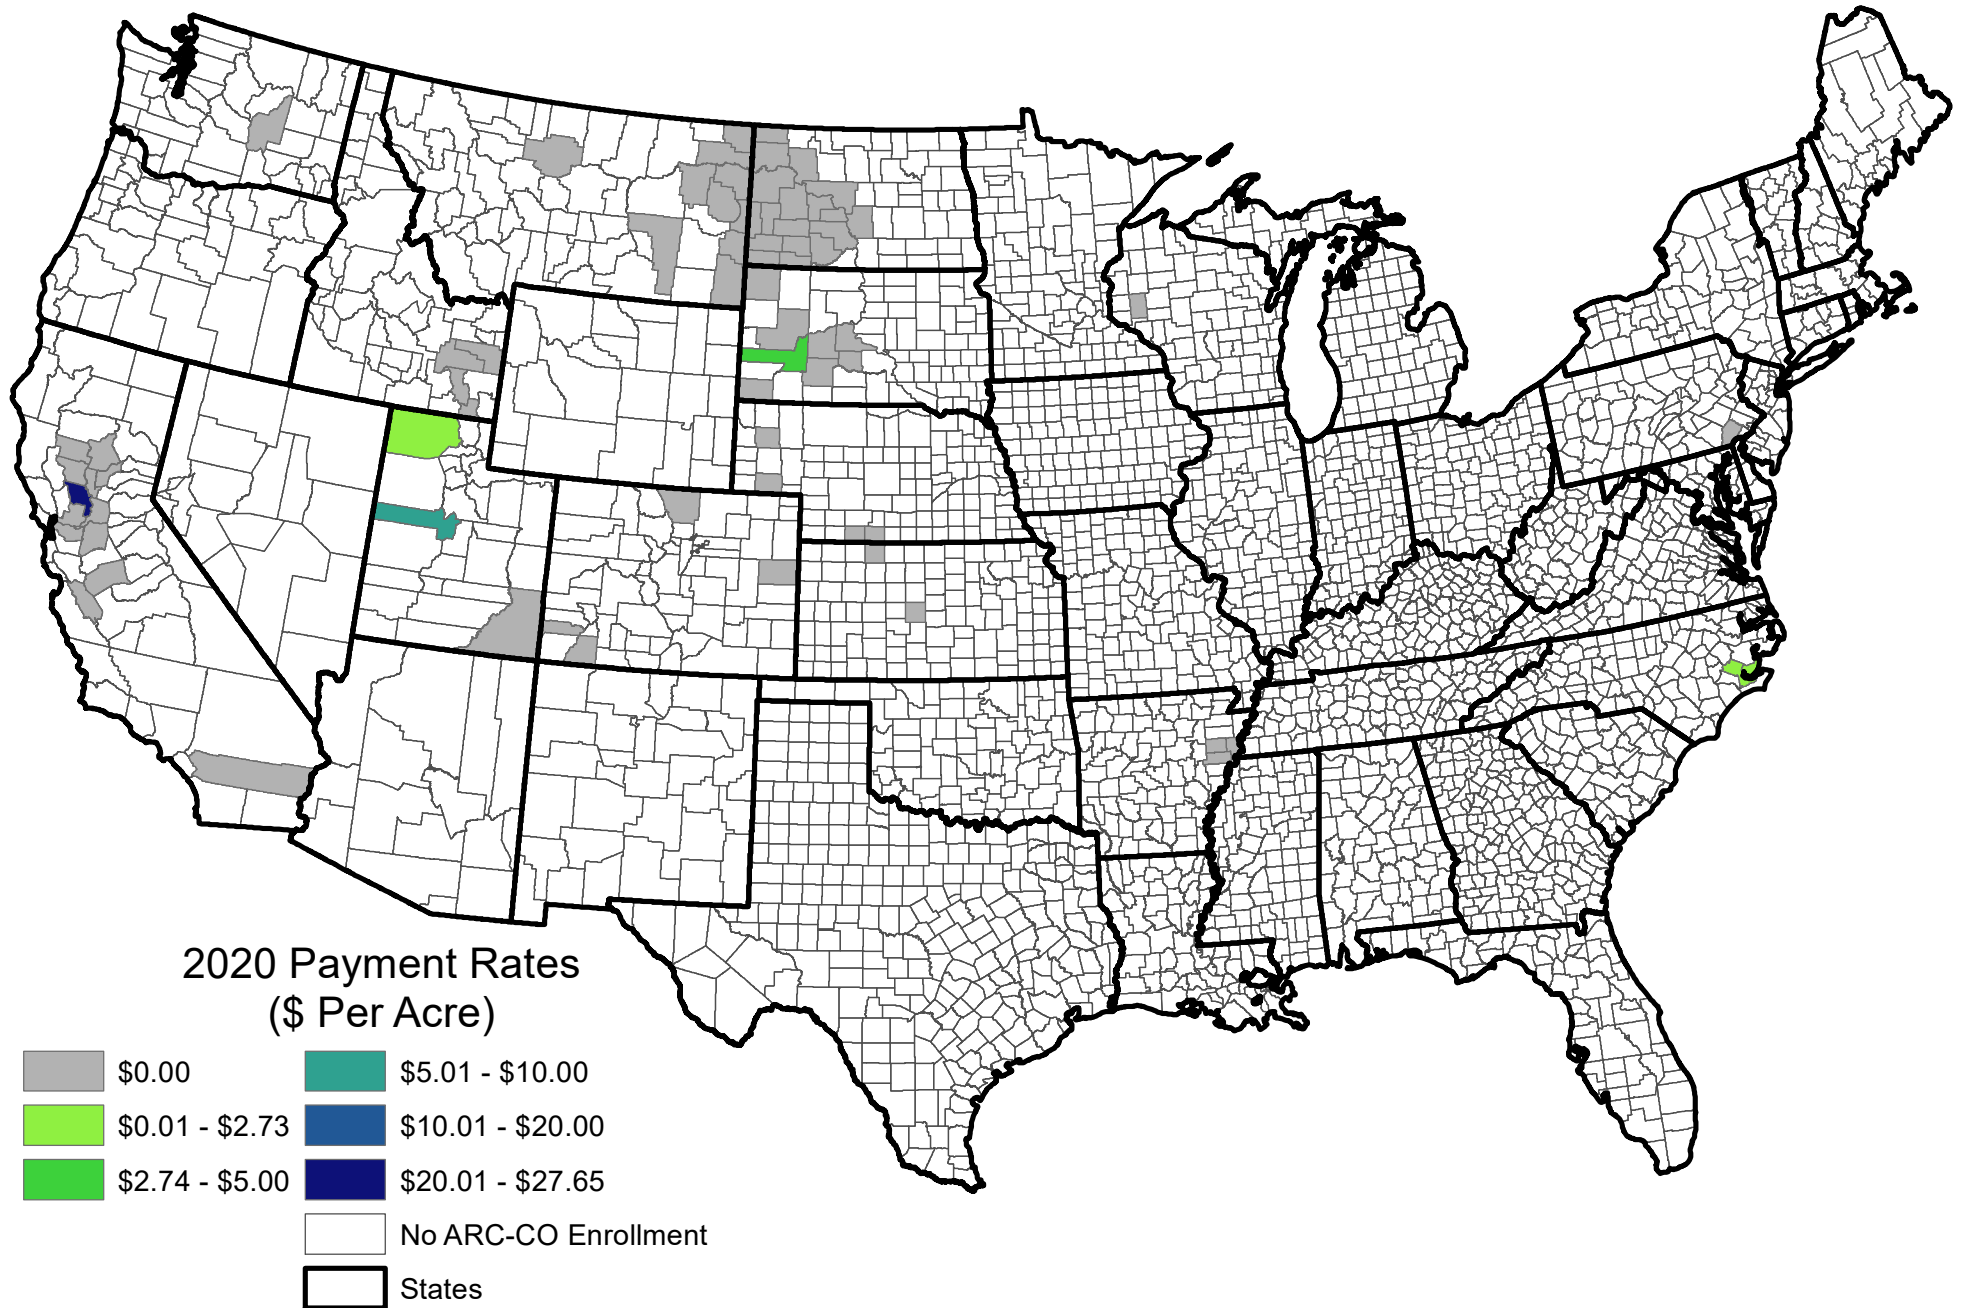 2020 Payment Rates
($ Per Acre)
$0.00
$0.01 - $2.73
$2.74 - $5.00
$5.01 - $10.00
$10.01 - $20.00
$20.01 - $27.65
No ARC-CO Enrollment
States